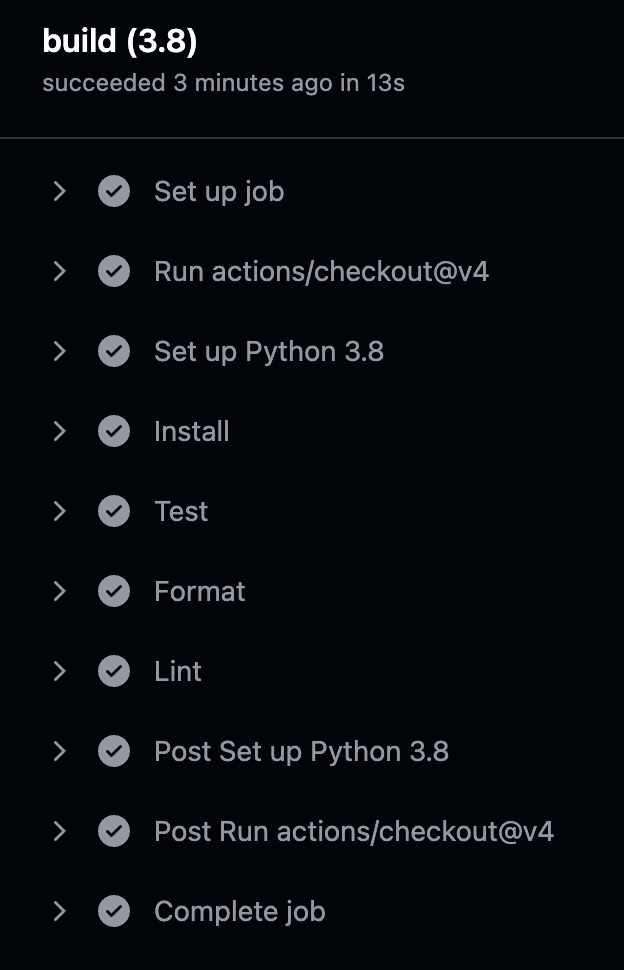 build (3.8)
succeeded 3 minutes ago in 13s
Set up job
Run actions/checkout@v4
Set up Python 3.8
Install
Test
Format
Lint
Post Set up Python 3.8
Post Run actions/checkout@v4
Complete job